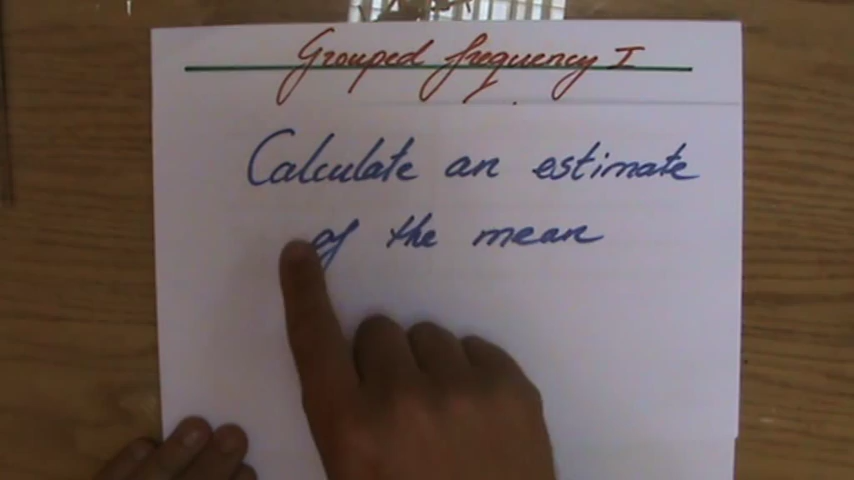 Grouped frequency I
Calculate an estimate
of the mean